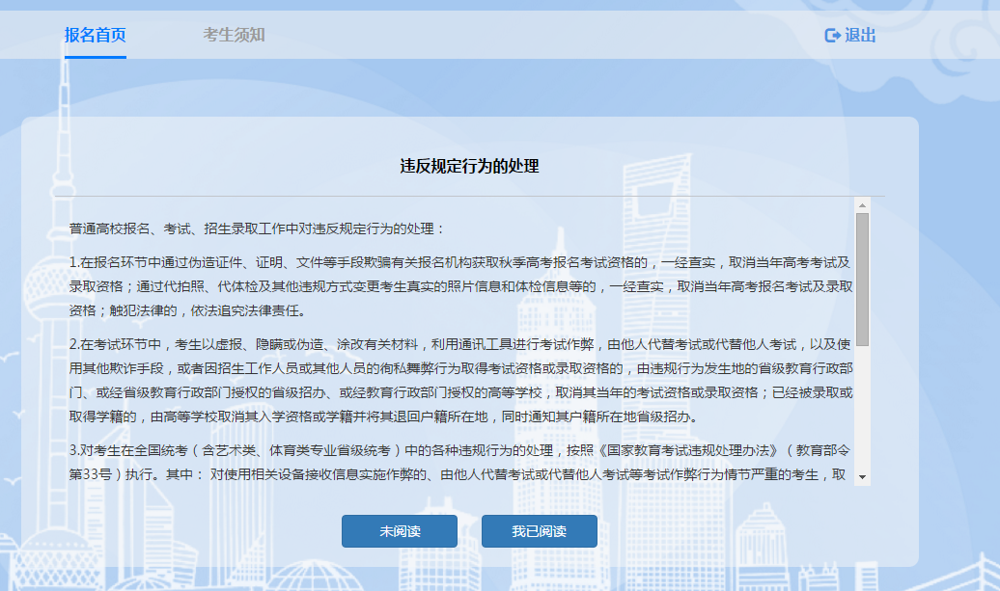 报名首页 考生须知 退出
违反规定行为的处理
普通高校报名、考试、招生录取工作中对违反规定行为的处理：
1.在报名环节中通过伪造证件、证明、文件等手段欺骗有关报名机构获取秋季高考报名考试资格的，一经查实，取消当年高考考试及
录取资格；通过代拍照、代体检及其他违规方式变更考生真实的照片信息和体检信息等的，一经查实，取消当年高考报名考试及录取
资格；触犯法律的，依法追究法律责任。
2.在考试环节中，考生以虚报、隐瞒或伪造、涂改有关材料，利用通讯工具进行考试作弊，由他人代替考试或代替他人考试，以及使
用其他欺诈手段，或者因招生工作人员或其他人员的徇私舞弊行为取得考试资格或录取资格的，由违规行为发生地的省级教育行政部
门、或经省级教育行政部门授权的省级招办、或经教育行政部门授权的高等学校，取消其当年的考试资格或录取资格；已经被录取或
取得学籍的，由高等学校取消其入学资格或学籍并将其退回户籍所在地，同时通知其户籍所在地省级招办。
3.对考生在全国统考（含艺术类、体育类专业省级统考）中的各种违规行为的处理，按照《国家教育考试违规处理办法》（教育部令
第33号）执行。其中： 对使用相关设备接收信息实施作弊的、由他人代替考试或代替他人考试等考试作弊行为情节严重的考生，取
未阅读 我已阅读